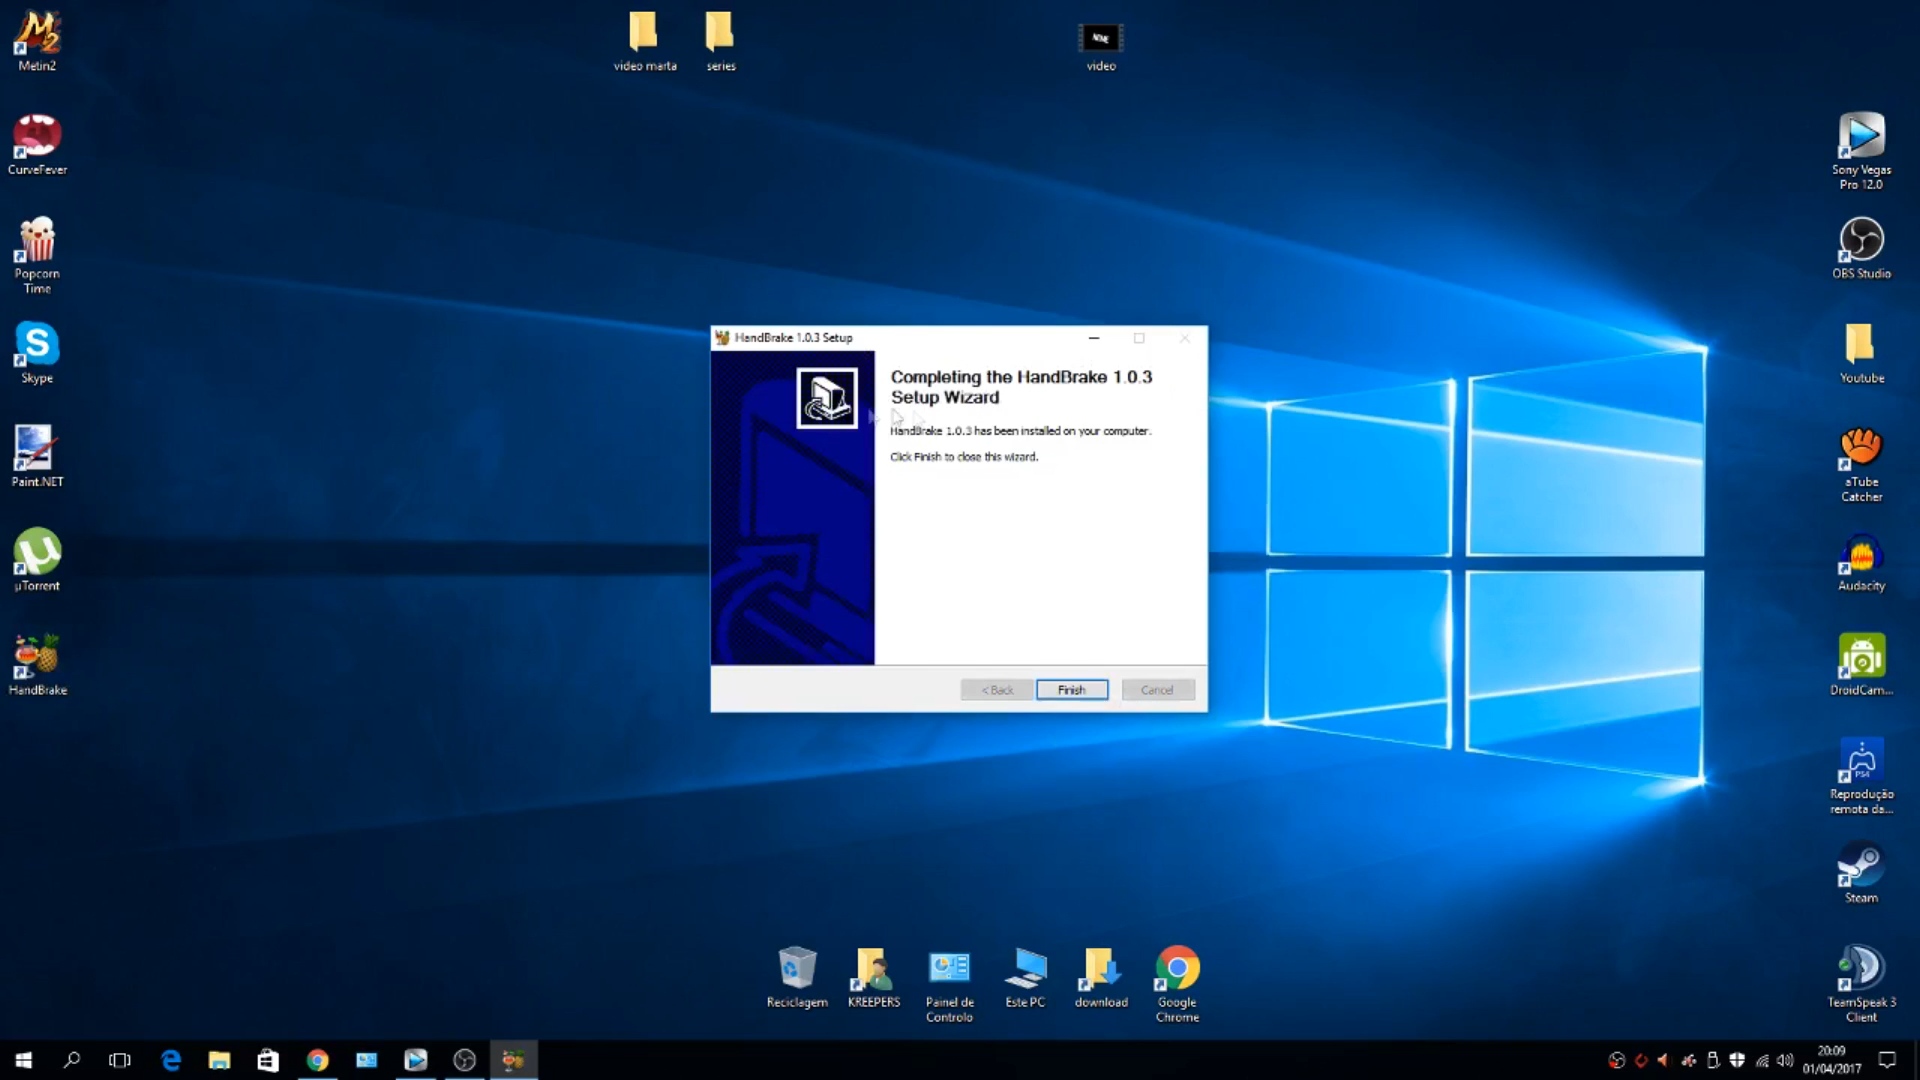 Metin2
video marta
series
NOME
video
CurveFever
Sony Vegas
Pro 12.0
Popcorn
Time
OBS Studio
HandBrake 1.0.3 Setup
Completing the HandBrake 1.0.3
Setup Wizard
HandBrake 1.0.3 has been installed on your computer.
Click Finish to close this wizard.
< Back
Finish
Cancel
Skype
Youtube
Paint.NET
aTube
Catcher
µTorrent
Audacity
HandBrake
DroidCam...
PS4
Reprodução
remota da...
Steam
Reciclagem
KREEPERS
Painel de
Controlo
Este PC
download
Google
Chrome
TeamSpeak 3
Client
20:09
01/04/2017